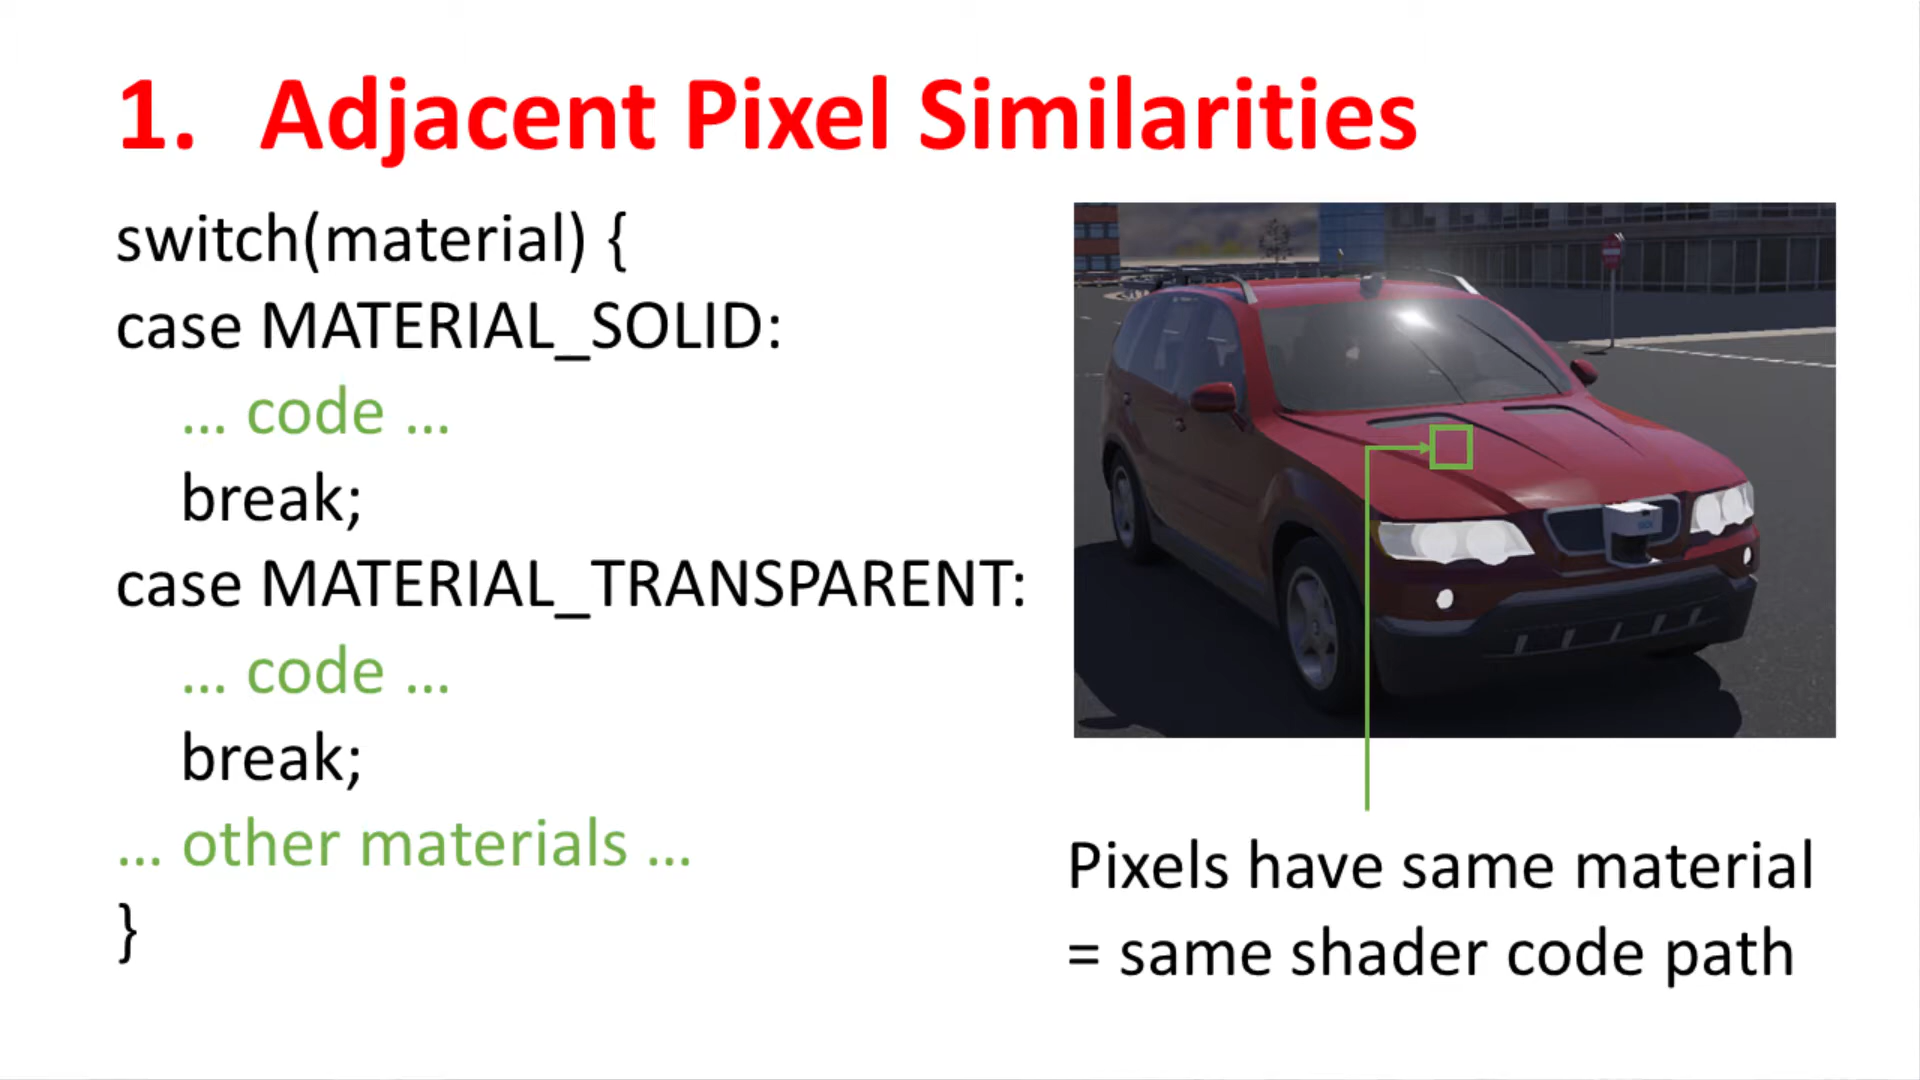 1. Adjacent Pixel Similarities
switch(material) {
case MATERIAL_SOLID:
... code ...
break;
case MATERIAL_TRANSPARENT:
... code ...
break;
... other materials ...
}
Pixels have same material
= same shader code path